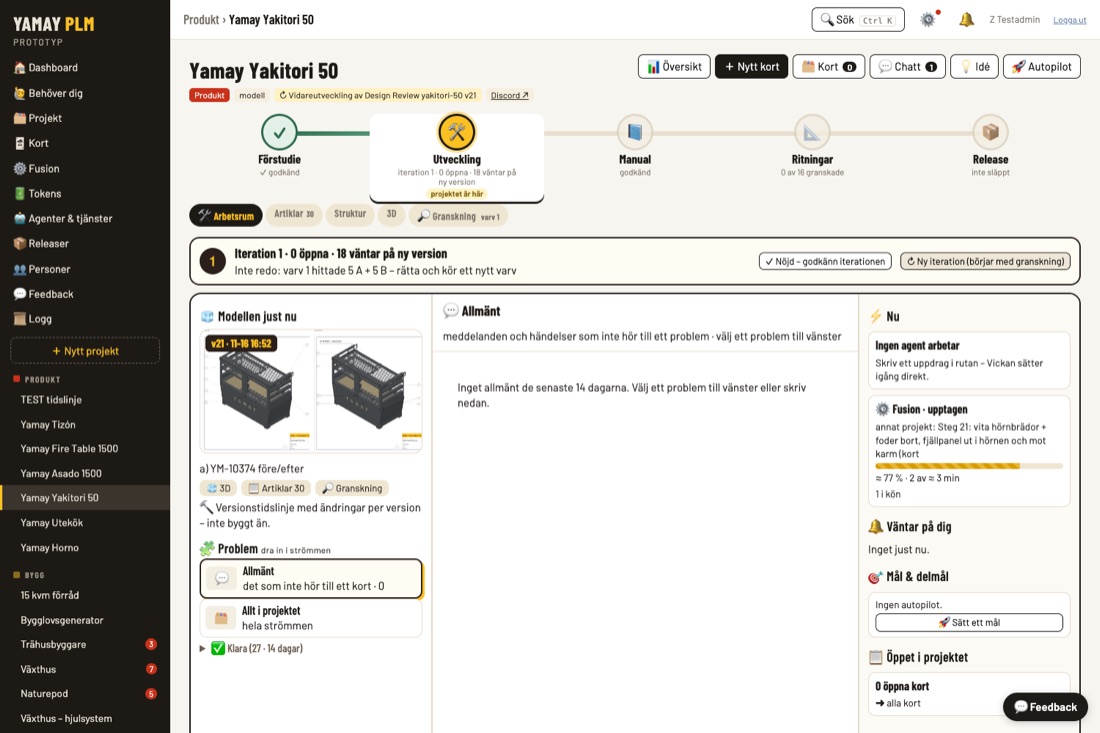 YAMAY PLM
PROTOTYP
Dashboard
Behöver dig
Projekt
Kort
Fusion
Tokens
Agenter & tjänster
Releaser
Personer
Feedback
Logg
+ Nytt projekt
PRODUKT
TEST tidslinje
Yamay Tizón
Yamay Fire Table 1500
Yamay Asado 1500
Yamay Yakitori 50
Yamay Utekök
Yamay Horno
BYGG
15 kvm förråd
Bygglovsgenerator
Trähusbyggare 3
Växthus 7
Naturepod 5
Växthus – hjulsystem
Produkt › Yamay Yakitori 50
Sök Ctrl K
Z Testadmin
Logga ut
Yamay Yakitori 50
Översikt
+ Nytt kort
Kort 0
Chatt 1
Idé
Autopilot
Produkt
modell
↻ Vidareutveckling av Design Review yakitori-50 v21
Discord ↗
Förstudie
✓ godkänd
Utveckling
iteration 1 · 0 öppna · 18 väntar på
ny version
projektet är här
Manual
godkänd
Ritningar
0 av 16 granskade
Release
inte släppt
Arbetsrum
Artiklar 30
Struktur
3D
Granskning varv 1
1
Iteration 1 · 0 öppna · 18 väntar på ny version
Inte redo: varv 1 hittade 5 A + 5 B – rätta och kör ett nytt varv
✓ Nöjd – godkänn iterationen
↻ Ny iteration (börjar med granskning)
Modellen just nu
v21 · 11-16 16:52
a) YM-10374 före/efter
3D
Artiklar 30
Granskning
Versionstidslinje med ändringar per version
– inte byggt än.
Problem dra in i strömmen
Allmänt
det som inte hör till ett kort · 0
Allt i projektet
hela strömmen
▶ ✅ Klara (27 · 14 dagar)
Allmänt
meddelanden och händelser som inte hör till ett problem · välj ett problem till vänster
Inget allmänt de senaste 14 dagarna. Välj ett problem till vänster eller skriv
nedan.
Nu
Ingen agent arbetar
Skriv ett uppdrag i rutan – Vickan sätter
igång direkt.
Fusion · upptagen
annat projekt: Steg 21: vita hörnbrädor +
foder bort, fjällpanel ut i hörnen och mot
karm (kort
≈ 77 % · 2 av ≈ 3 min
1 i kön
Väntar på dig
Inget just nu.
Mål & delmål
Ingen autopilot.
Sätt ett mål
Öppet i projektet
0 öppna kort
➜ alla kort
Feedback